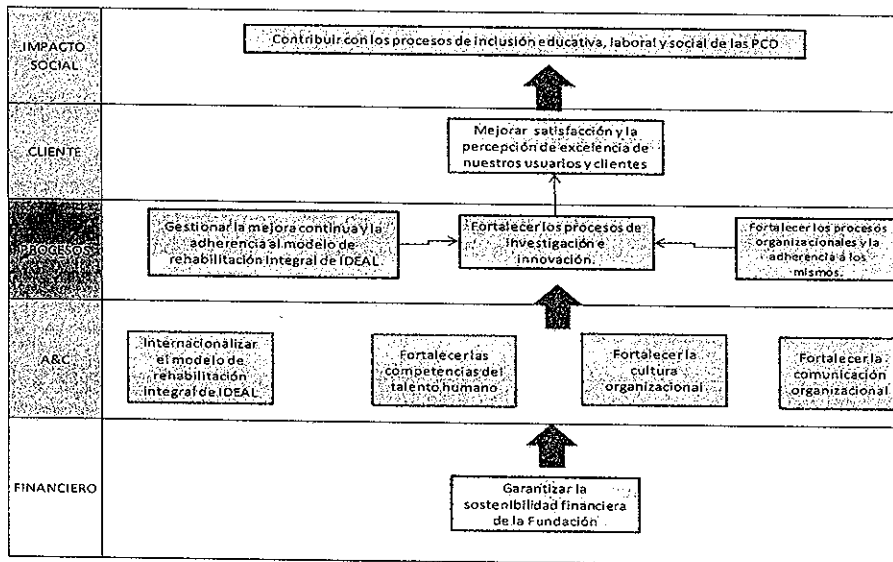 IMPACTO
SOCIAL
Contribuir con los procesos de inclusión educativa, laboral y social de las PCD
CLIENTE
Mejorar satisfacción y la
percepción de excelencia de
nuestros usuarios y clientes
PROCESOS
Gestionar la mejora continua y la
adherencia al modelo de
rehabilitación integral de IDEAL
Fortalecer los procesos de
investigación e
innovación.
Fortalecer los procesos
organizacionales y la
adherencia a los
mismos.
A&C
Internacionalizar
el modelo de
rehabilitación
integral de IDEAL
Fortalecer las
competencias del
talento humano
Fortalecer la
cultura
organizacional
Fortalecer la
comunicación
organizacional
FINANCIERO
Garantizar la
sostenibilidad financiera
de la Fundación